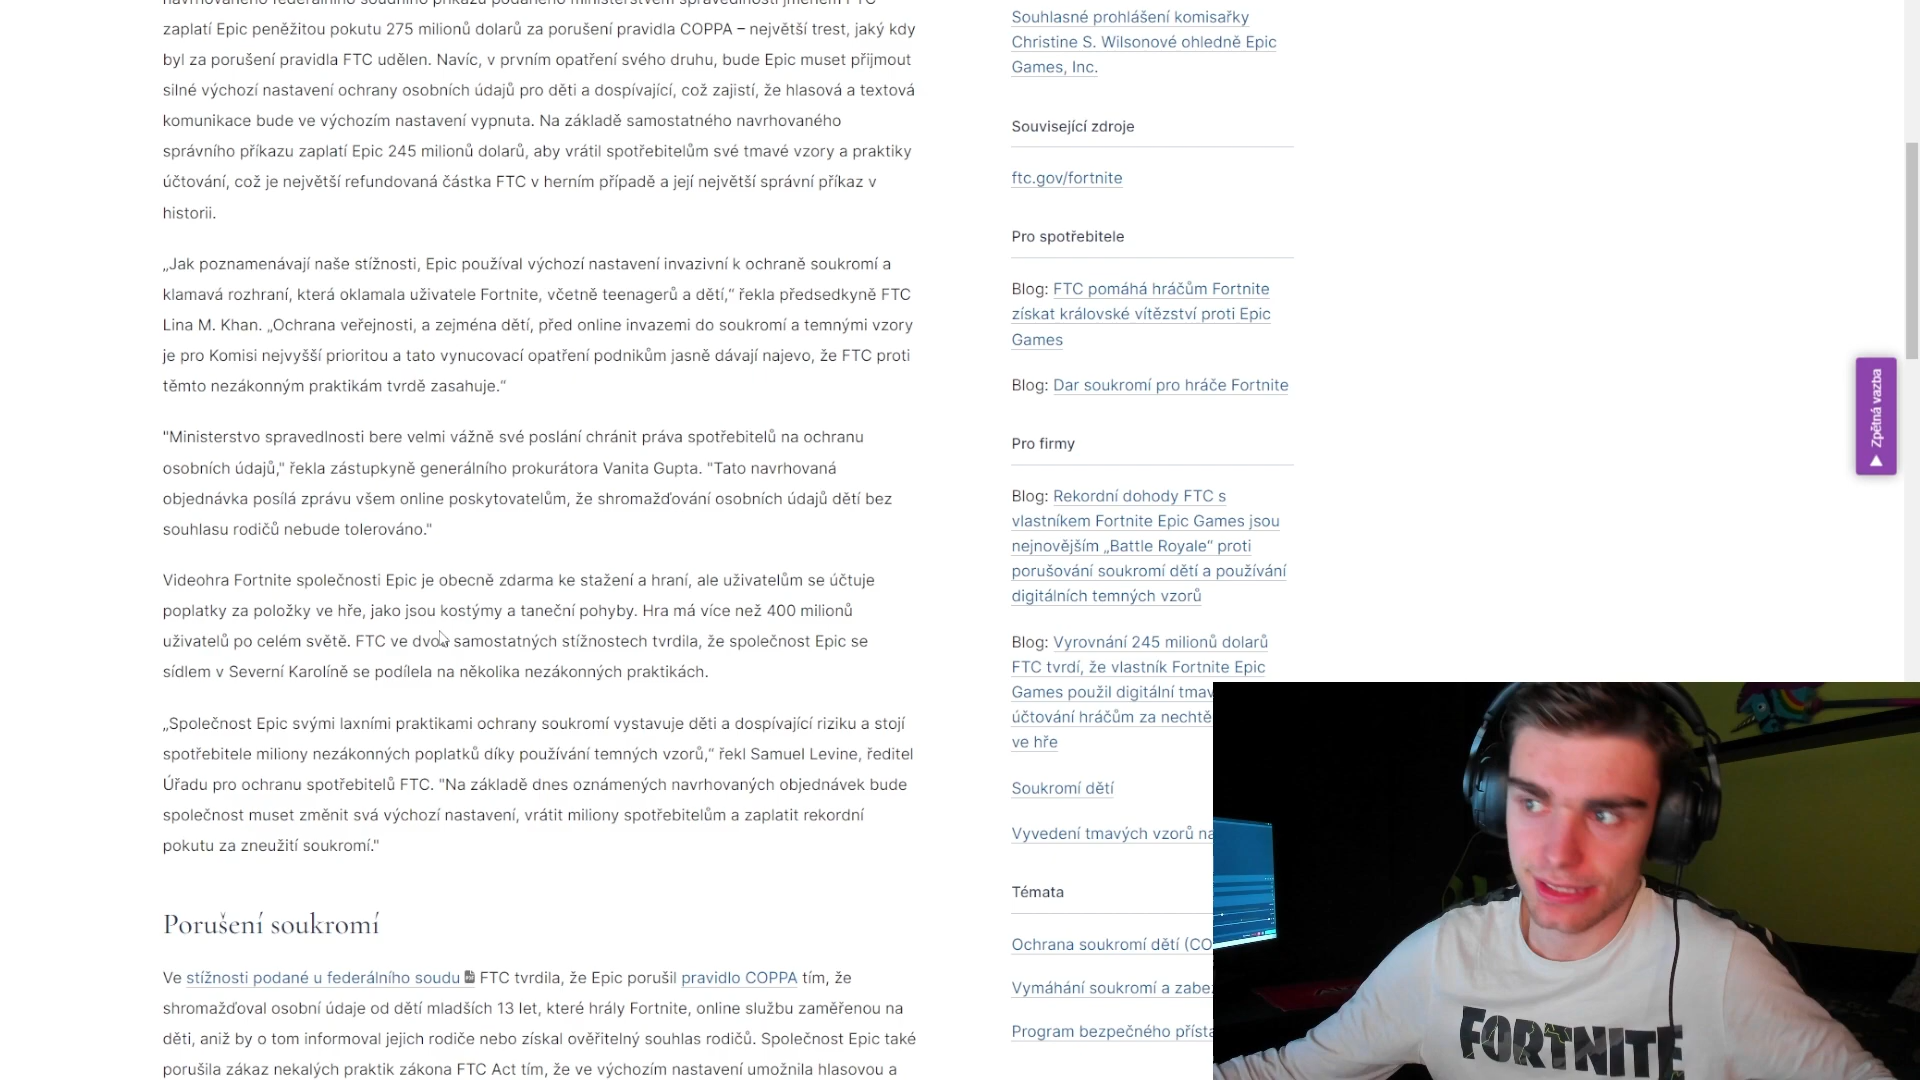 zaplatí Epic peněžitou pokutu 275 milionů dolarů za porušení pravidla COPPA – největší trest, jaký kdy
byl za porušení pravidla FTC udělen. Navíc, v prvním opatření svého druhu, bude Epic muset přijmout
silné výchozí nastavení ochrany osobních údajů pro děti a dospívající, což zajistí, že hlasová a textová
komunikace bude ve výchozím nastavení vypnuta. Na základě samostatného navrhovaného
správního příkazu zaplatí Epic 245 milionů dolarů, aby vrátil spotřebitelům své tmavé vzory a praktiky
účtování, což je největší refundovaná částka FTC v herním případě a její největší správní příkaz v
historii.
„Jak poznamenávají naše stížnosti, Epic používal výchozí nastavení invazivní k ochraně soukromí a
klamavá rozhraní, která oklamala uživatele Fortnite, včetně teenagerů a dětí,“ řekla předsedkyně FTC
Lina M. Khan. „Ochrana veřejnosti, a zejména dětí, před online invazemi do soukromí a temnými vzory
je pro Komisi nejvyšší prioritou a tato vynucovací opatření podnikům jasně dávají najevo, že FTC proti
těmto nezákonným praktikám tvrdě zasahuje.“
"Ministerstvo spravedlnosti bere velmi vážně své poslání chránit práva spotřebitelů na ochranu
osobních údajů," řekla zástupkyně generálního prokurátora Vanita Gupta. "Tato navrhovaná
objednávka posílá zprávu všem online poskytovatelům, že shromažďování osobních údajů dětí bez
souhlasu rodičů nebude tolerováno."
Videohra Fortnite společnosti Epic je obecně zdarma ke stažení a hraní, ale uživatelům se účtuje
poplatky za položky ve hře, jako jsou kostýmy a taneční pohyby. Hra má více než 400 milionů
uživatelů po celém světě. FTC ve dvou samostatných stížnostech tvrdila, že společnost Epic se
sídlem v Severní Karolíně se podílela na několika nezákonných praktikách.
„Společnost Epic svými laxními praktikami ochrany soukromí vystavuje děti a dospívající riziku a stojí
spotřebitele miliony nezákonných poplatků díky používání temných vzorů,“ řekl Samuel Levine, ředitel
Úřadu pro ochranu spotřebitelů FTC. "Na základě dnes oznámených navrhovaných objednávek bude
společnost muset změnit svá výchozí nastavení, vrátit miliony spotřebitelům a zaplatit rekordní
pokutu za zneužití soukromí."
Porušení soukromí
Ve stížnosti podané u federálního soudu FTC tvrdila, že Epic porušil pravidlo COPPA tím, že
shromažďoval osobní údaje od dětí mladších 13 let, které hrály Fortnite, online službu zaměřenou na
děti, aniž by o tom informoval jejich rodiče nebo získal ověřitelný souhlas rodičů. Společnost Epic také
porušila zákaz nekalých praktik zákona FTC Act tím, že ve výchozím nastavení umožnila hlasovou a
Souhlasné prohlášení komisařky
Christine S. Wilsonové ohledně Epic
Games, Inc.
Související zdroje
ftc.gov/fortnite
Pro spotřebitele
Blog: FTC pomáhá hráčům Fortnite
získat královské vítězství proti Epic
Games
Blog: Dar soukromí pro hráče Fortnite
Pro firmy
Blog: Rekordní dohody FTC s
vlastníkem Fortnite Epic Games jsou
nejnovějším „Battle Royale“ proti
porušování soukromí dětí a používání
digitálních temných vzorů
Blog: Vyrovnání 245 milionů dolarů
FTC tvrdí, že vlastník Fortnite Epic
Games použil digitální tmav
účtování hráčům za nechtě
ve hře
Soukromí dětí
Vyvedení tmavých vzorů na
Témata
Ochrana soukromí dětí (CO
Vymáhání soukromí a zabe
Program bezpečného příst
Zpětná vazba
FORTNITE